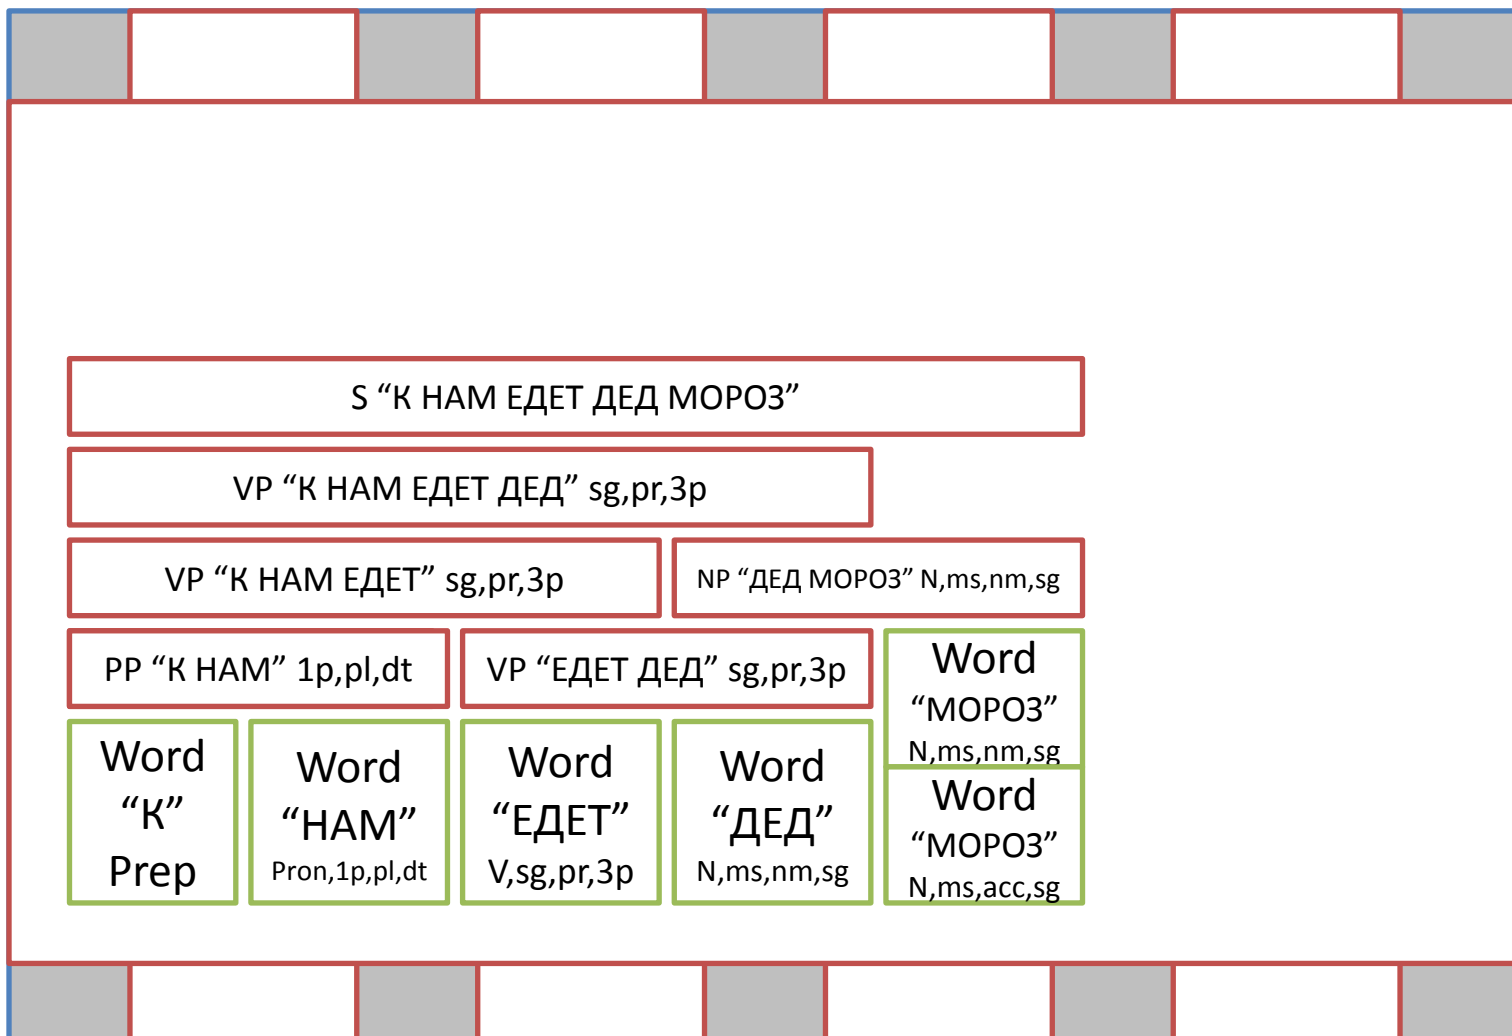 S “К НАМ ЕДЕТ ДЕД МОРОЗ”
VP “К НАМ ЕДЕТ ДЕД” sg,pr,3p
VP “К НАМ ЕДЕТ” sg,pr,3p
NP “ДЕД МОРОЗ” N,ms,nm,sg
PP “К НАМ” 1p,pl,dt
VP “ЕДЕТ ДЕД” sg,pr,3p
Word
“МОРОЗ”
N,ms,nm,sg
Word
“К”
Prep
Word
“НАМ”
Pron,1p,pl,dt
Word
“ЕДЕТ”
V,sg,pr,3p
Word
“ДЕД”
N,ms,nm,sg
Word
“МОРОЗ”
N,ms,acc,sg